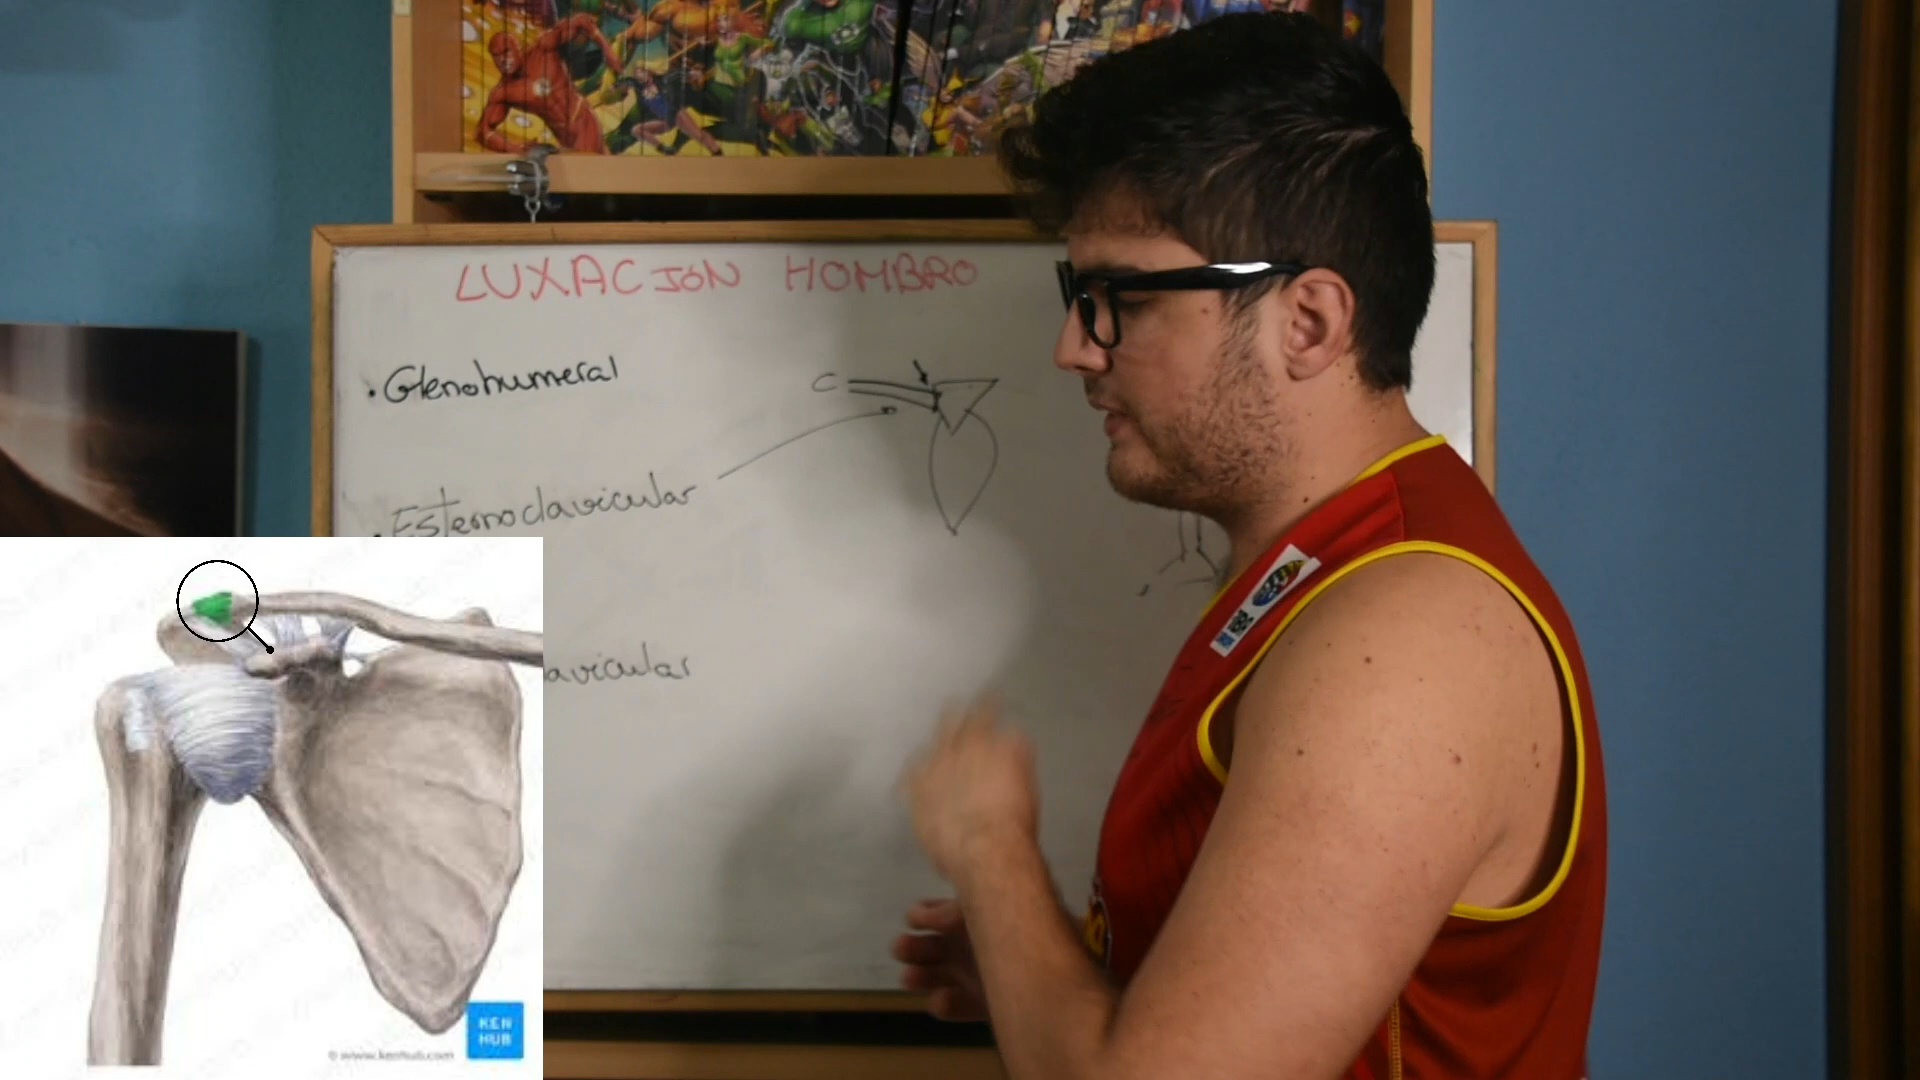 LUXACION HOMBRO
· Glenohumeral
C
· Esternoclavicular
avicular
KEN
HUB
© www.kenhub.com